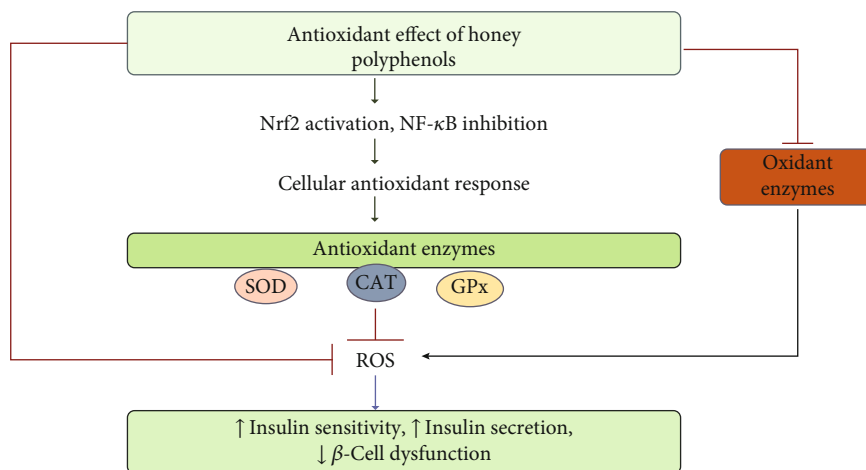 Antioxidant effect of honey
polyphenols
Nrf2 activation, NF-κB inhibition
Oxidant
enzymes
Cellular antioxidant response
Antioxidant enzymes
SOD
CAT
GPx
ROS
↑ Insulin sensitivity, ↑ Insulin secretion,
↓ β-Cell dysfunction